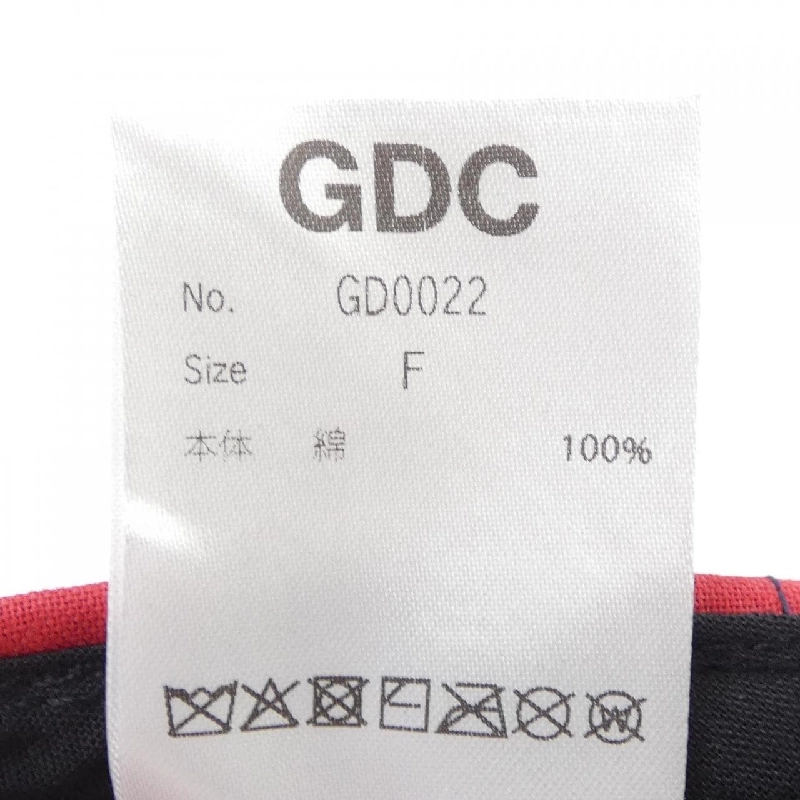 GDC
No. GD0022
Size F
本体 綿 100%
W